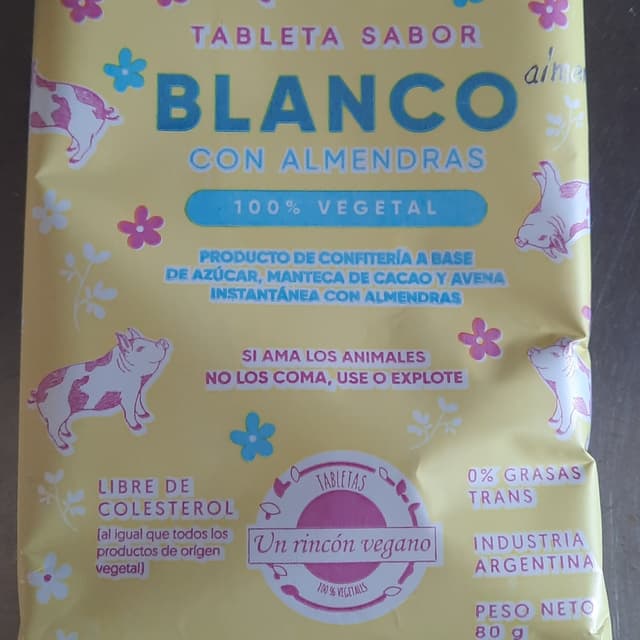 TABLETA SABOR
BLANCO
CON ALMENDRAS
100% VEGETAL
PRODUCTO DE CONFITERÍA A BASE
DE AZÚCAR, MANTECA DE CACAO Y AVENA
INSTANTÁNEA CON ALMENDRAS
SI AMA LOS ANIMALES
NO LOS COMA, USE O EXPLOTE
LIBRE DE
COLESTEROL
(al igual que todos los
productos de origen
vegetal)
TABLETAS
Un rincón vegano
100% VEGETALES
0% GRASAS
TRANS
INDUSTRIA
ARGENTINA
PESO NETO
80 g